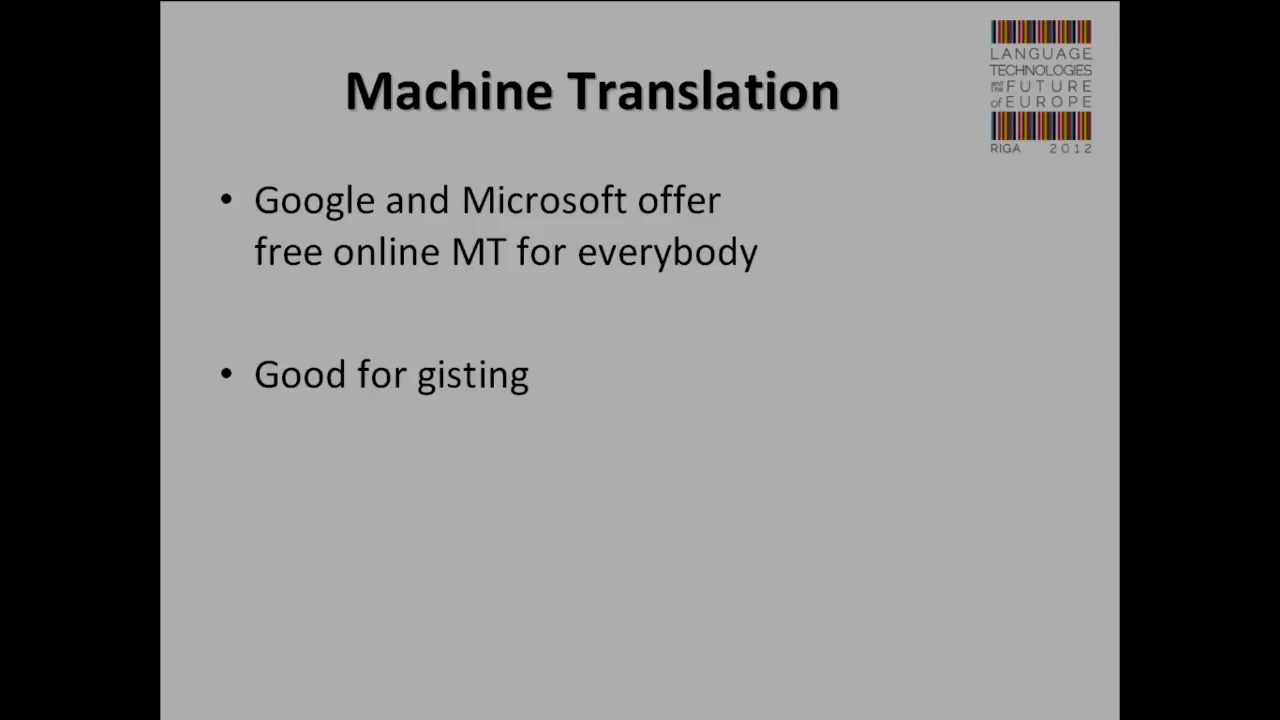 Machine Translation
LANGUAGE
TECHNOLOGIES
and the FUTURE
of EUROPE
RIGA 2012
• Google and Microsoft offer
free online MT for everybody
• Good for gisting